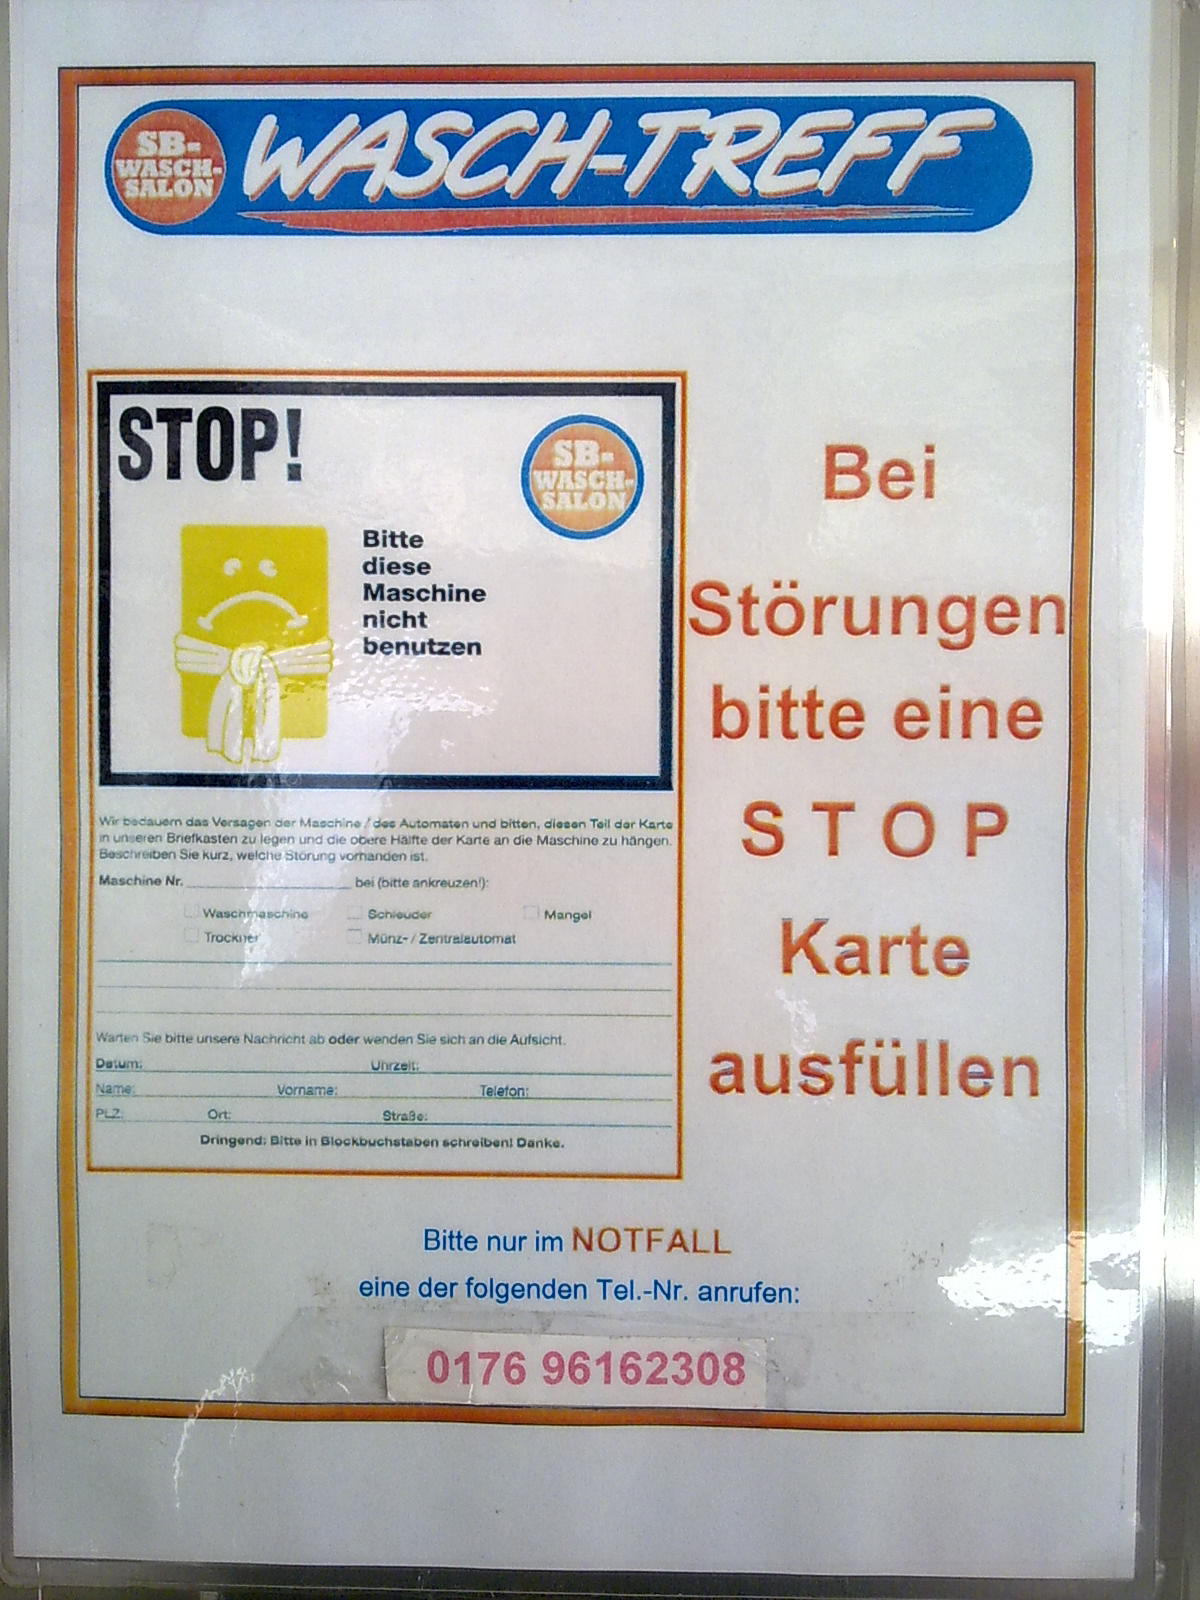 SB-
WASCH-
SALON
WASCH-TREFF
STOP!
SB-
WASCH-
SALON
Bitte
diese
Maschine
nicht
benutzen
Wir bedauern das Versagen der Maschine / des Automaten und bitten, diesen Teil der Karte
in unseren Briefkasten zu legen und die obere Hälfte der Karte an die Maschine zu hängen.
Beschreiben Sie kurz, welche Störung vorhanden ist.
Maschine Nr. bei (bitte ankreuzen!):
Waschmaschine Schleuder Mangel
Trockner Münz- / Zentralautomat
Warten Sie bitte unsere Nachricht ab oder wenden Sie sich an die Aufsicht.
Datum: Uhrzeit:
Name: Vorname: Telefon:
PLZ: Ort: Straße:
Dringend: Bitte in Blockbuchstaben schreiben! Danke.
Bei
Störungen
bitte eine
S T O P
Karte
ausfüllen
Bitte nur im NOTFALL
eine der folgenden Tel.-Nr. anrufen:
0176 96162308